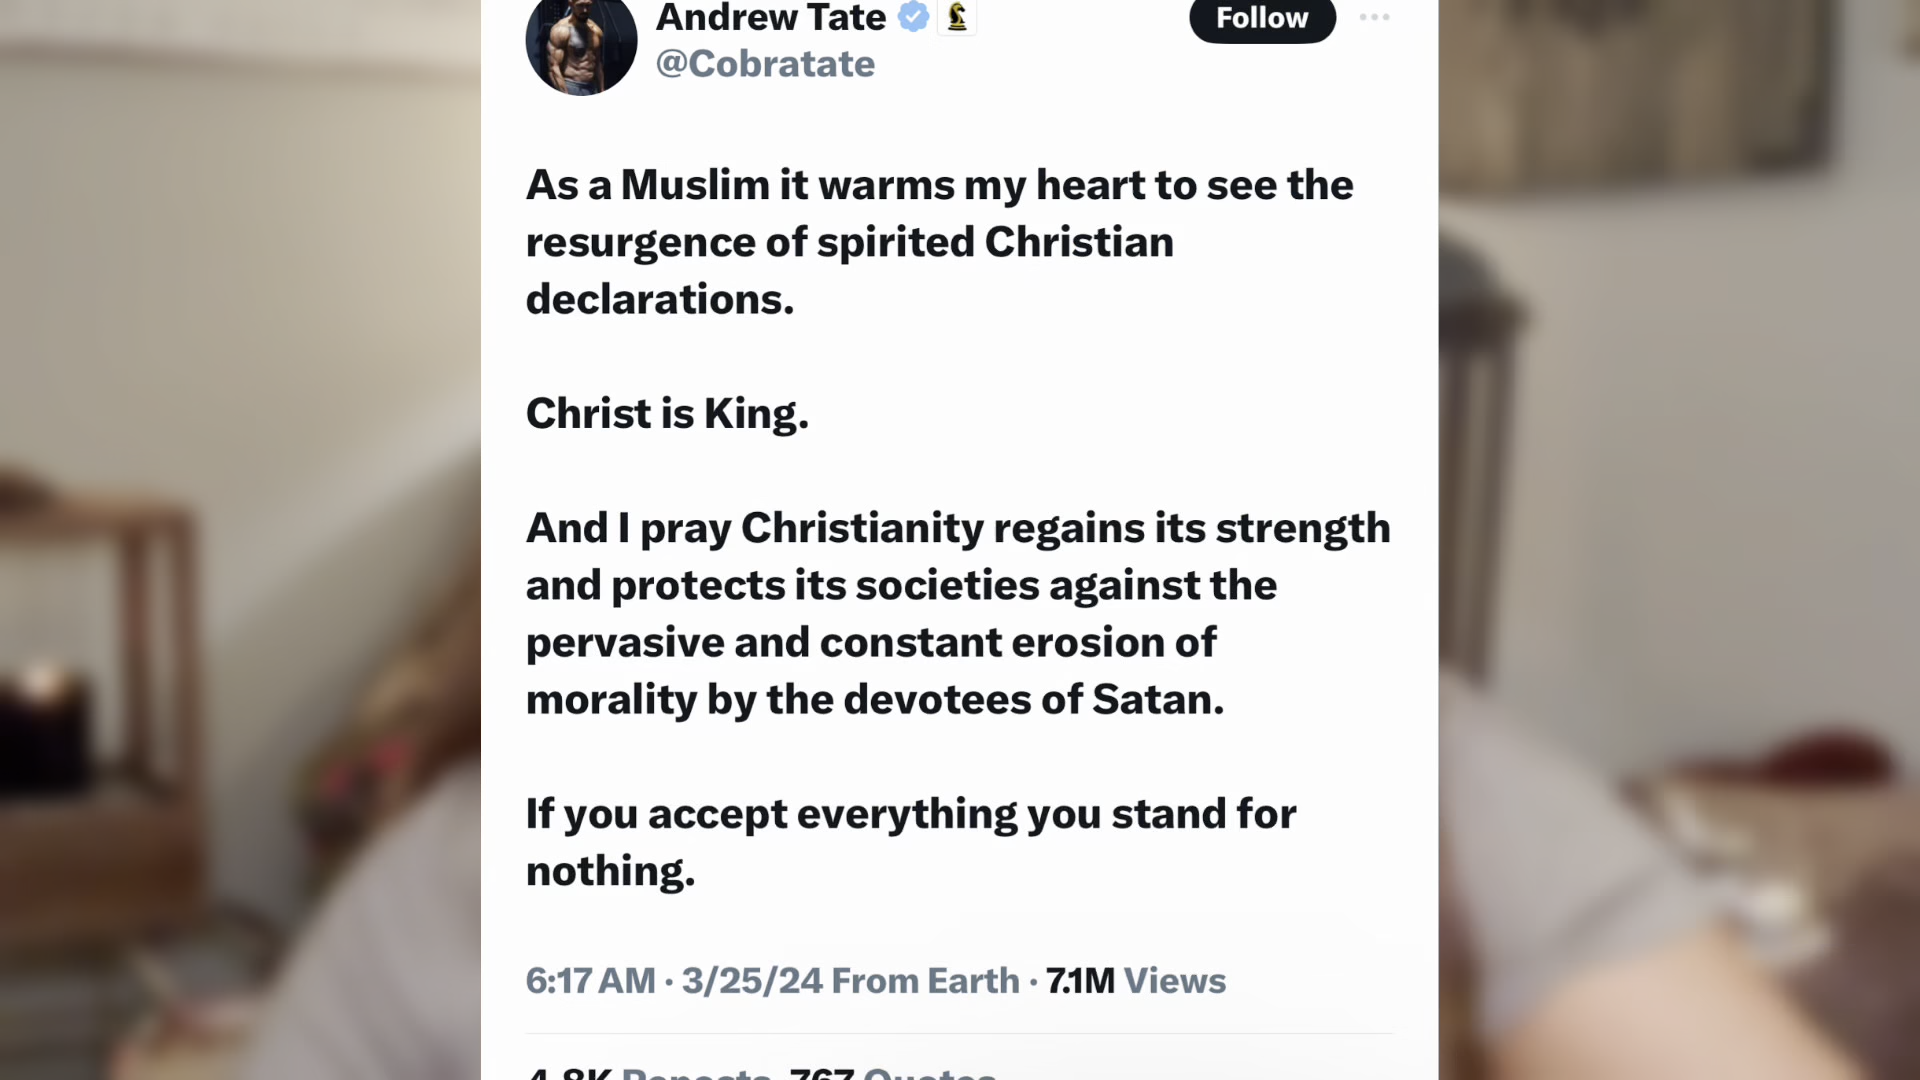 Andrew Tate
Follow
@Cobratate
As a Muslim it warms my heart to see the
resurgence of spirited Christian
declarations.
Christ is King.
And I pray Christianity regains its strength
and protects its societies against the
pervasive and constant erosion of
morality by the devotees of Satan.
If you accept everything you stand for
nothing.
6:17 AM · 3/25/24 From Earth · 7.1M Views
4.8K Reposts 767 Quotes